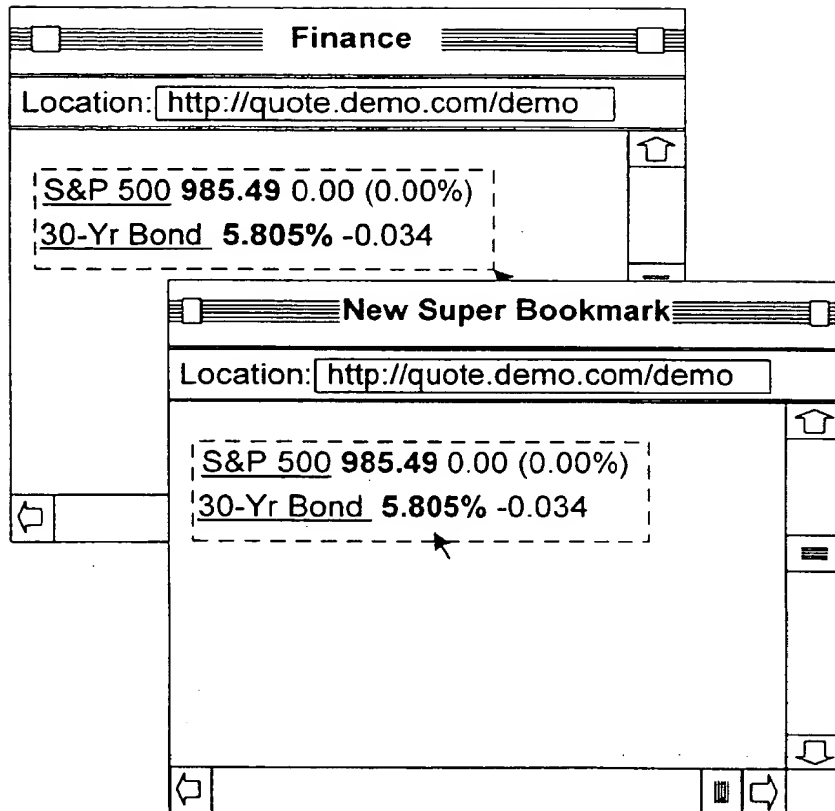 Finance
Location: http://quote.demo.com/demo
S&P 500 985.49 0.00 (0.00%)
30-Yr Bond 5.805% -0.034
New Super Bookmark
Location: http://quote.demo.com/demo
S&P 500 985.49 0.00 (0.00%)
30-Yr Bond 5.805% -0.034